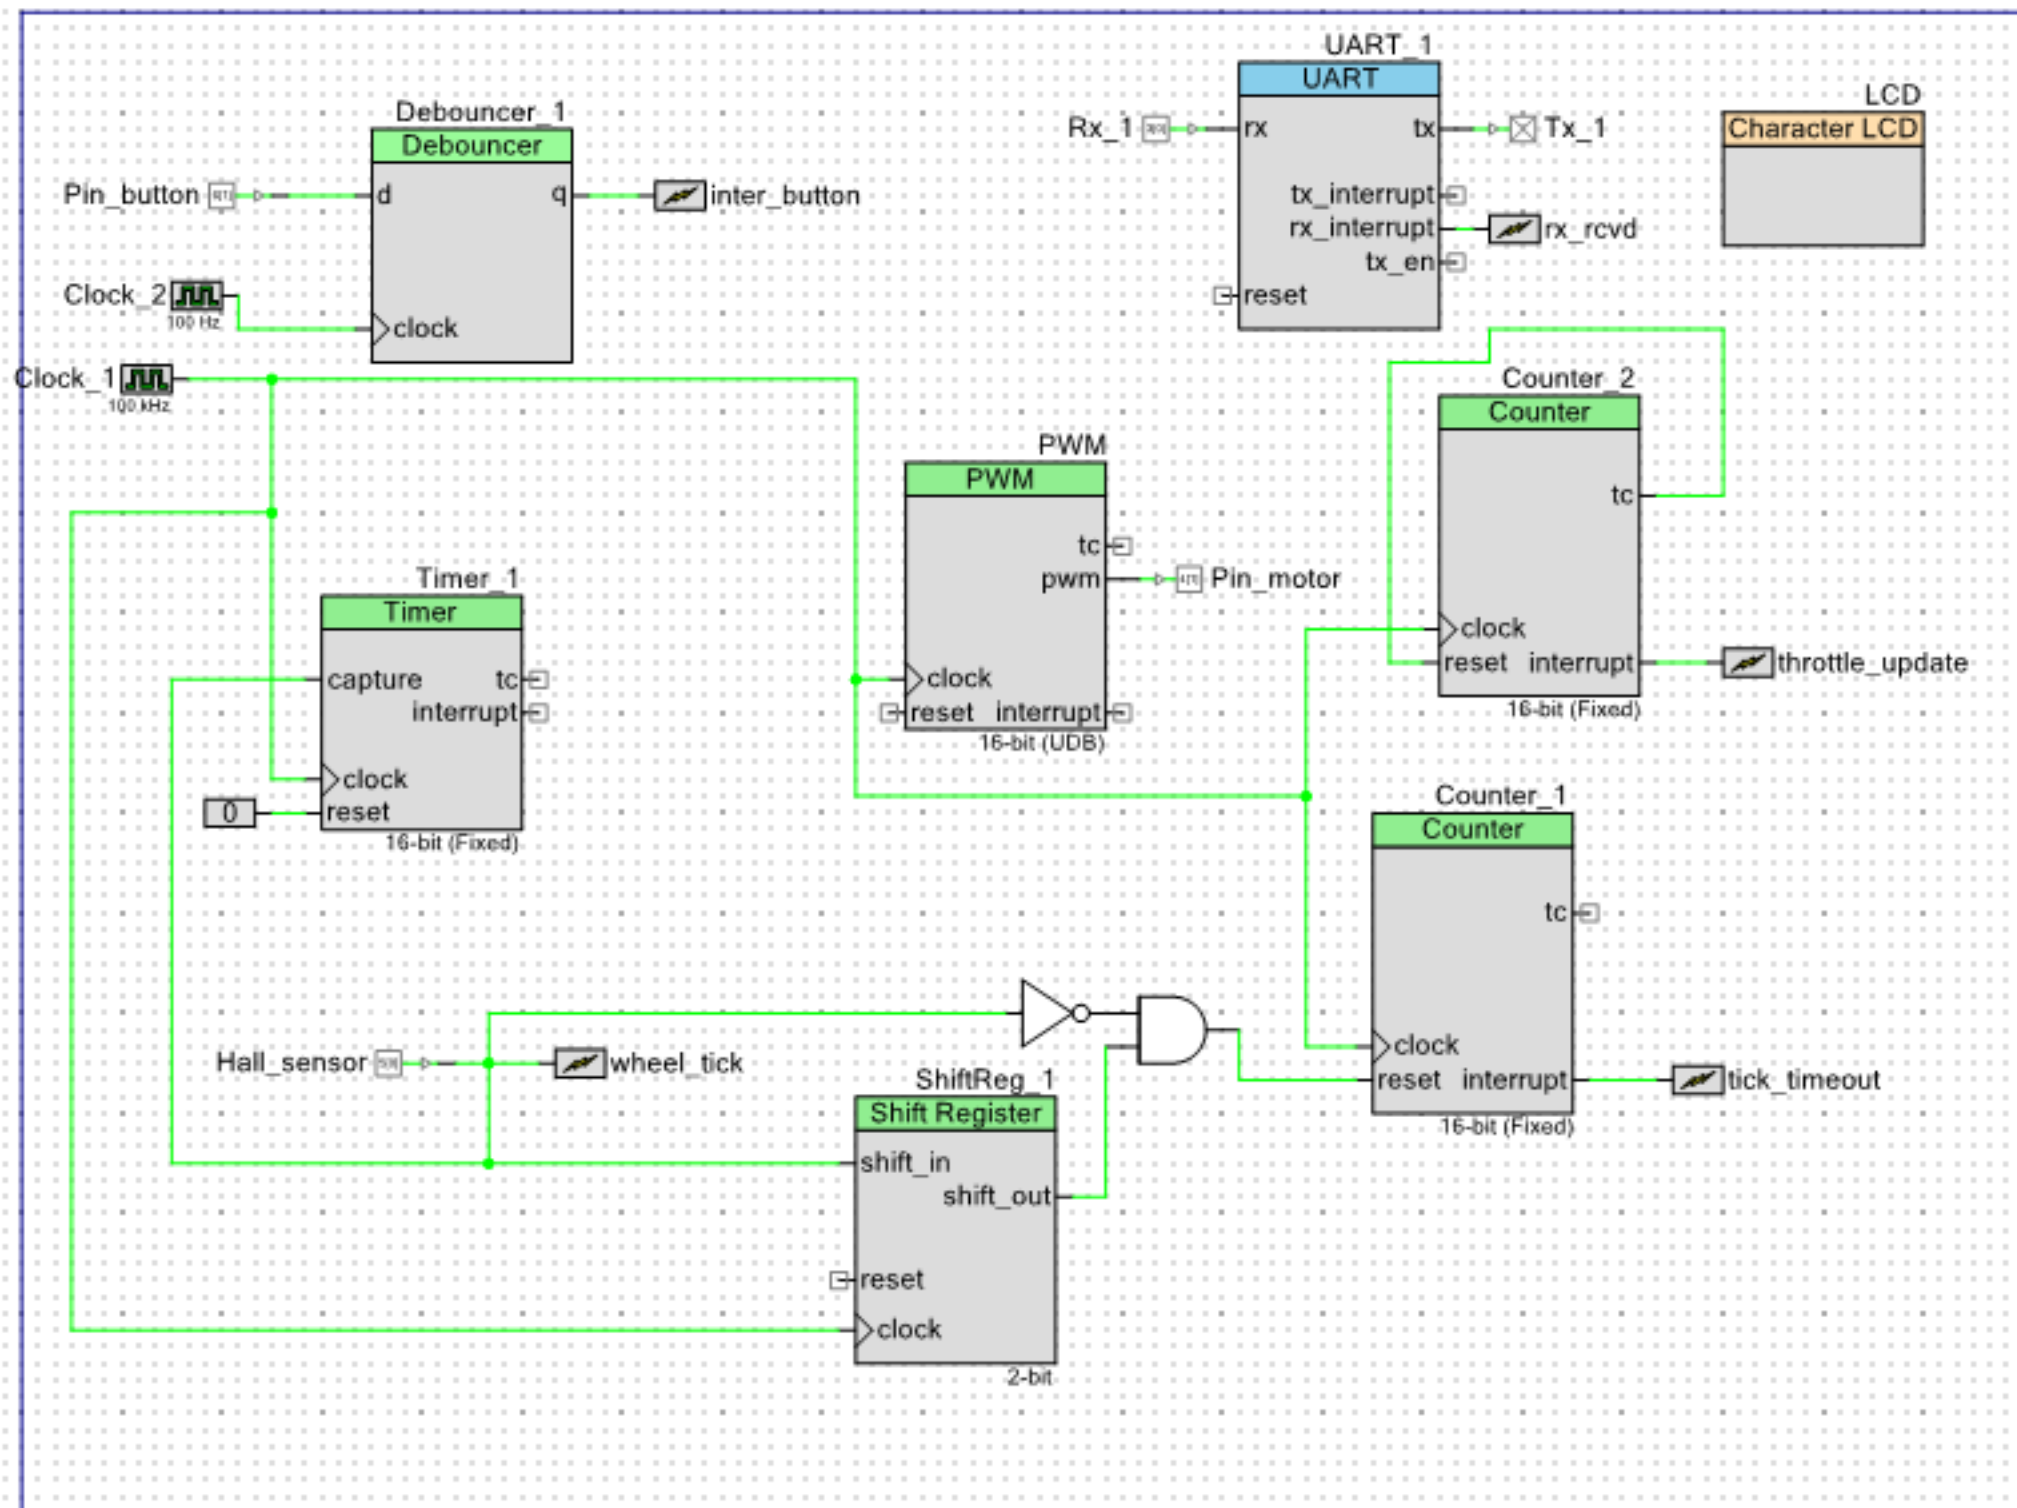 UART_1
UART
LCD
Character LCD
Debouncer_1
Debouncer
Rx_1
rx
tx
Tx_1
Pin_button
d
q
inter_button
tx_interrupt
rx_interrupt
rx_rcvd
tx_en
reset
Clock_2
100 Hz
clock
Clock_1
100 kHz
Counter_2
Counter
tc
clock
reset interrupt
throttle_update
16-bit (Fixed)
PWM
PWM
tc
pwm
Pin_motor
clock
reset interrupt
16-bit (UDB)
Timer_1
Timer
capture tc
interrupt
clock
0
reset
16-bit (Fixed)
Counter_1
Counter
tc
clock
reset interrupt
tick_timeout
16-bit (Fixed)
Hall_sensor
wheel_tick
ShiftReg_1
Shift Register
shift_in
shift_out
reset
clock
2-bit